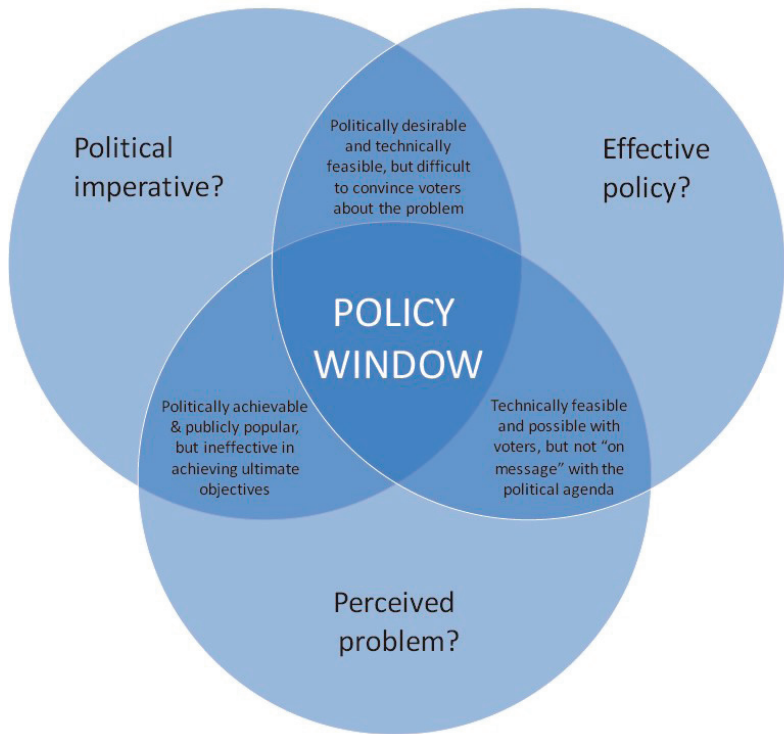 Political
imperative?
Politically desirable
and technically
feasible, but difficult
to convince voters
about the problem
Effective
policy?
POLICY
WINDOW
Politically achievable
& publicly popular,
but ineffective in
achieving ultimate
objectives
Technically feasible
and possible with
voters, but not “on
message” with the
political agenda
Perceived
problem?